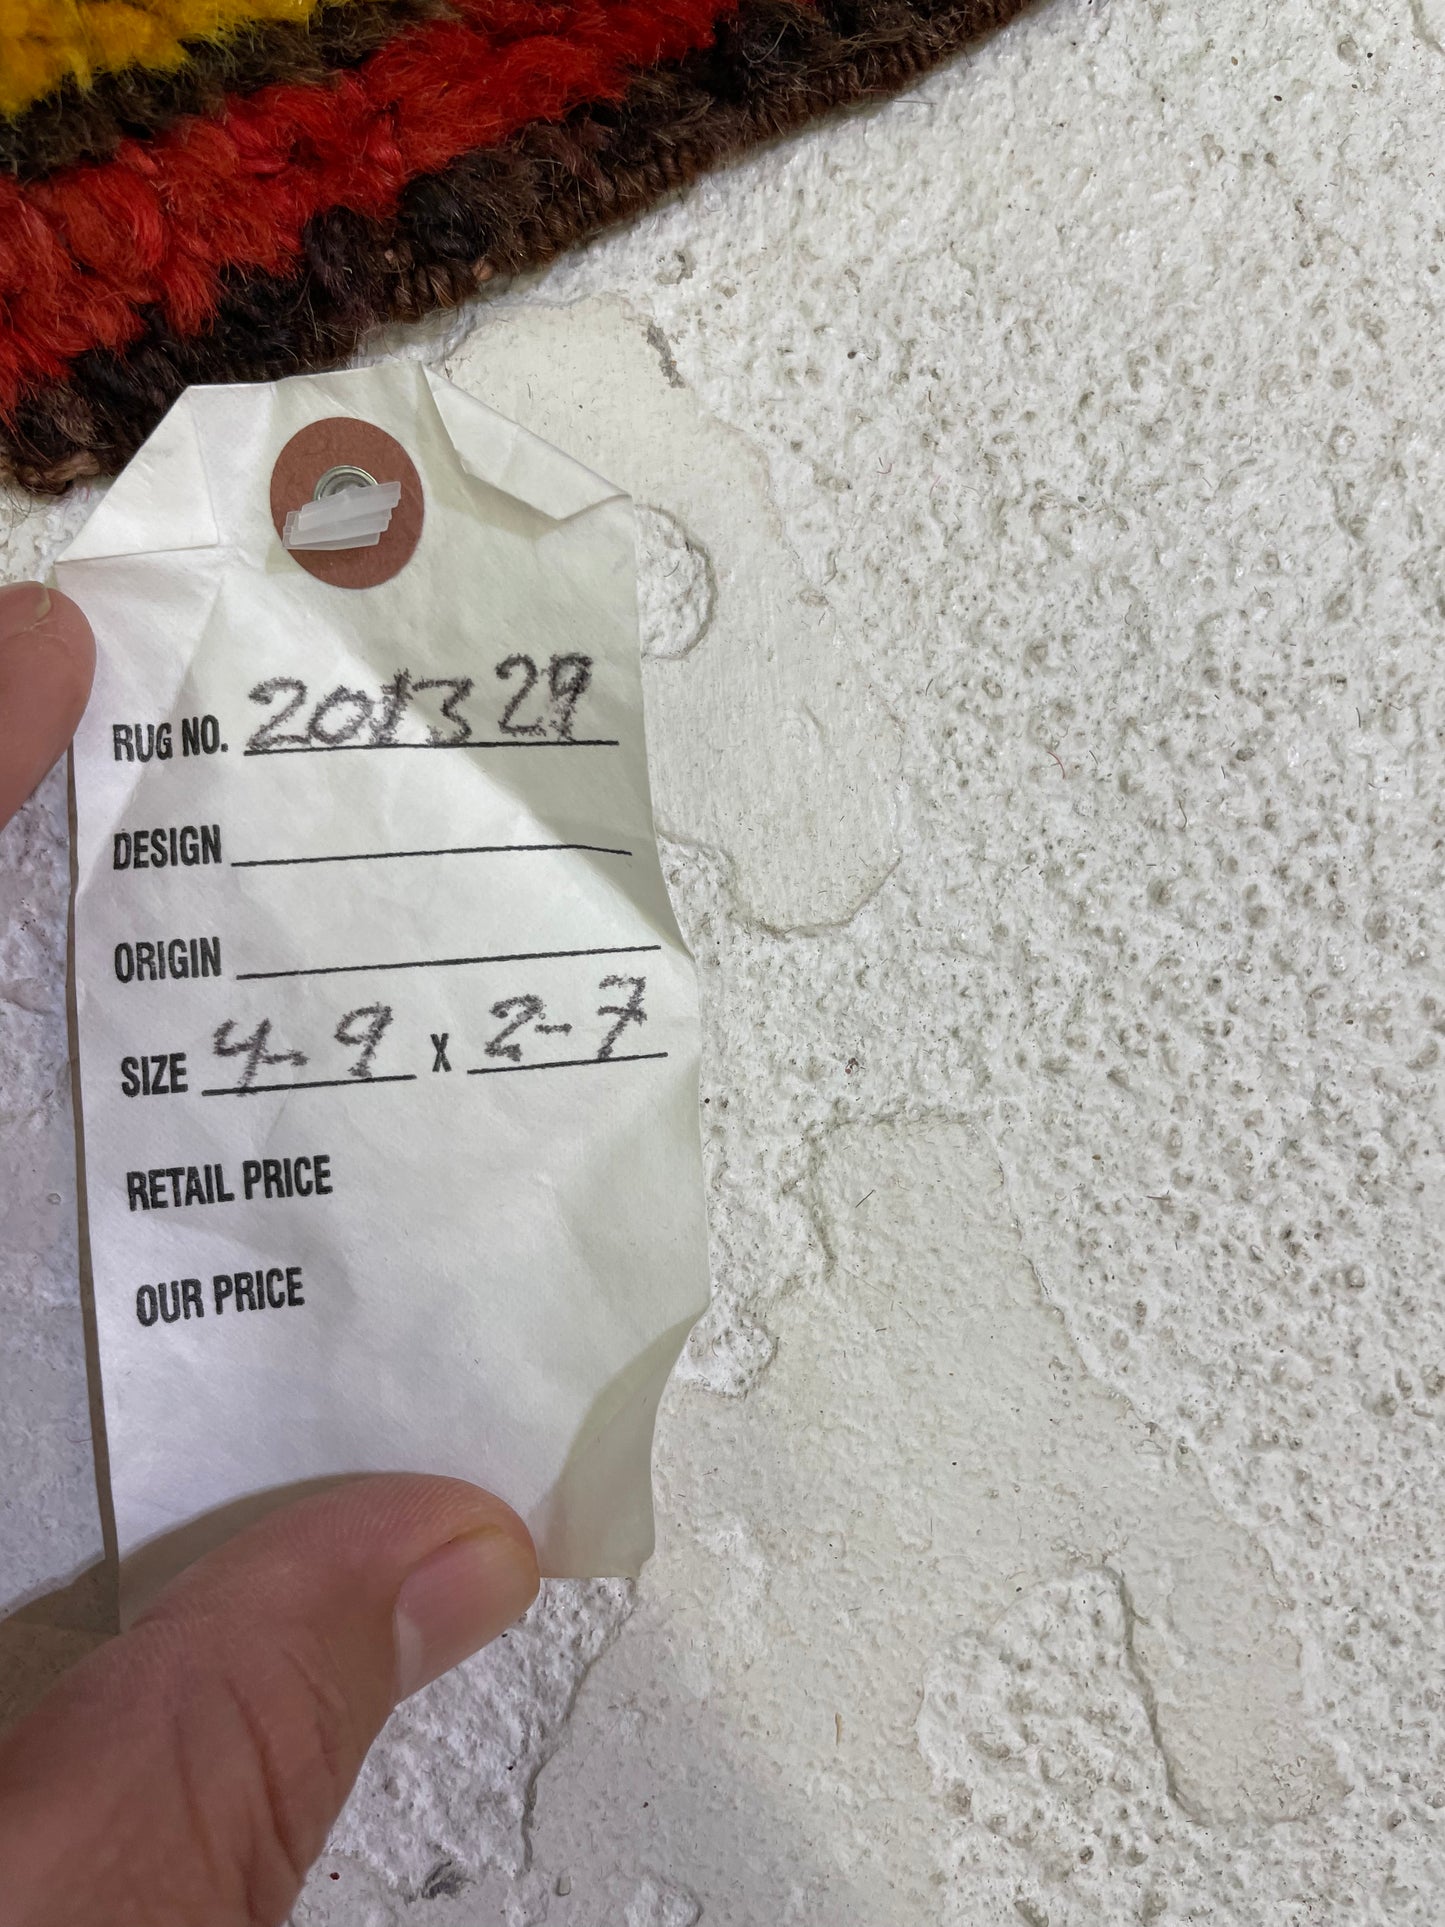 RUG NO. 201329
DESIGN
ORIGIN
SIZE 4-9 X 2-7
RETAIL PRICE
OUR PRICE